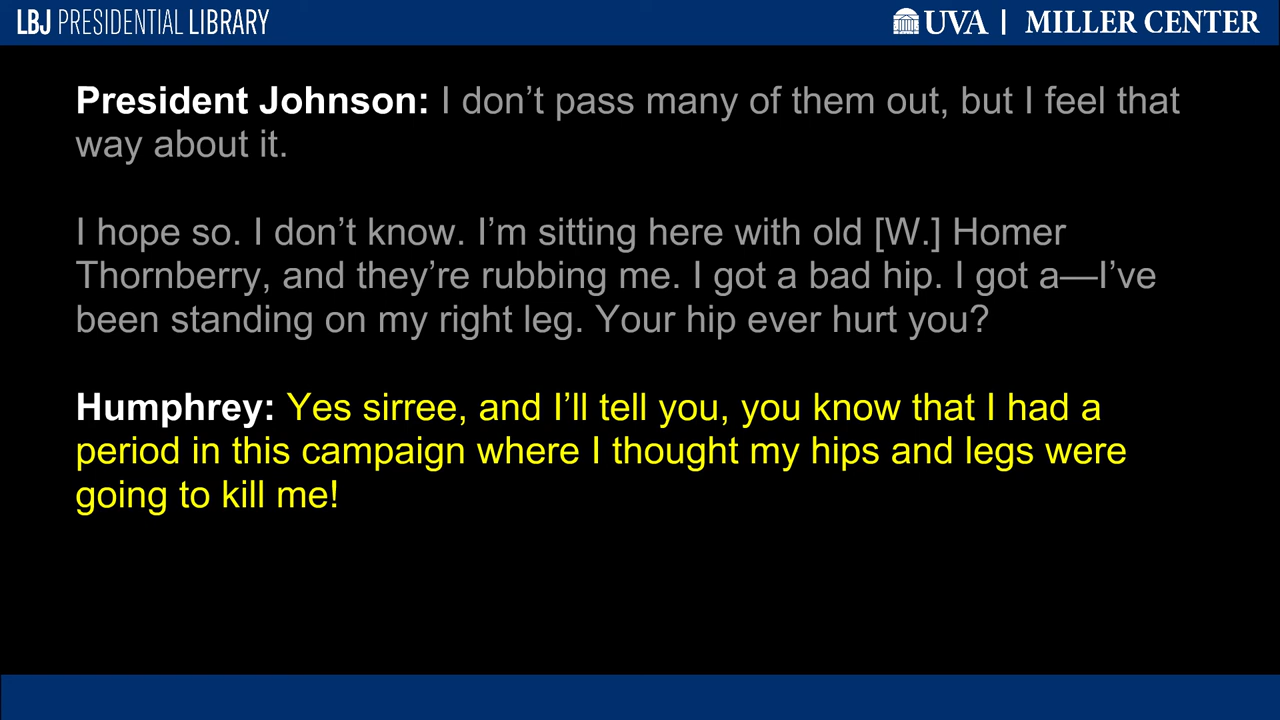 LBJ PRESIDENTIAL LIBRARY
UVA | MILLER CENTER
President Johnson: I don’t pass many of them out, but I feel that
way about it.
I hope so. I don’t know. I’m sitting here with old [W.] Homer
Thornberry, and they’re rubbing me. I got a bad hip. I got a—I’ve
been standing on my right leg. Your hip ever hurt you?
Humphrey: Yes sirree, and I’ll tell you, you know that I had a
period in this campaign where I thought my hips and legs were
going to kill me!